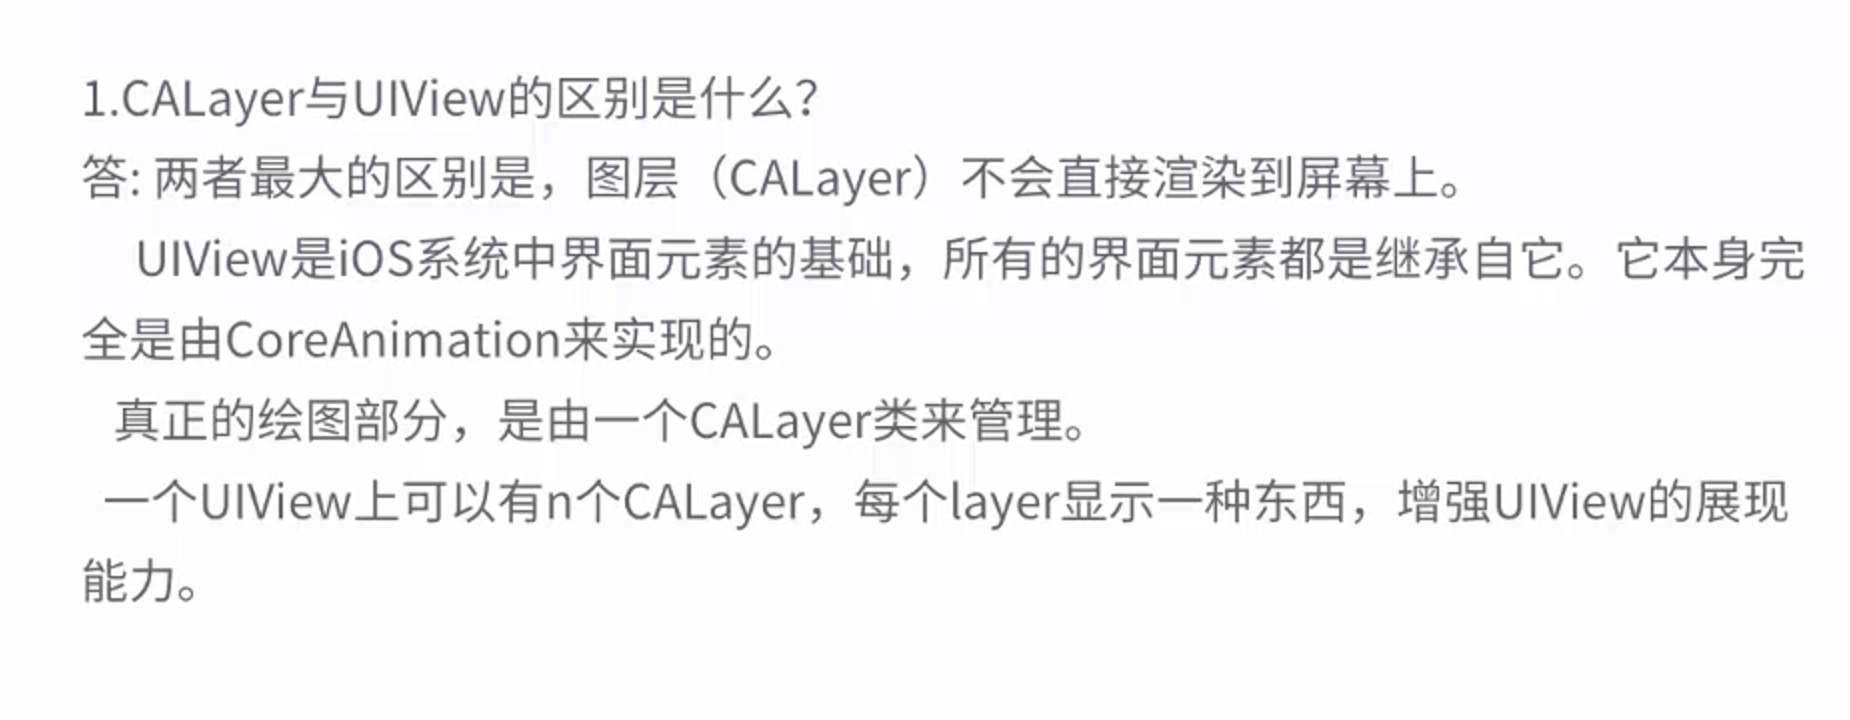 1.CALayer与UIView的区别是什么？
答: 两者最大的区别是，图层（CALayer）不会直接渲染到屏幕上。
UIView是iOS系统中界面元素的基础，所有的界面元素都是继承自它。它本身完
全是由CoreAnimation来实现的。
真正的绘图部分，是由一个CALayer类来管理。
一个UIView上可以有n个CALayer，每个layer显示一种东西，增强UIView的展现
能力。